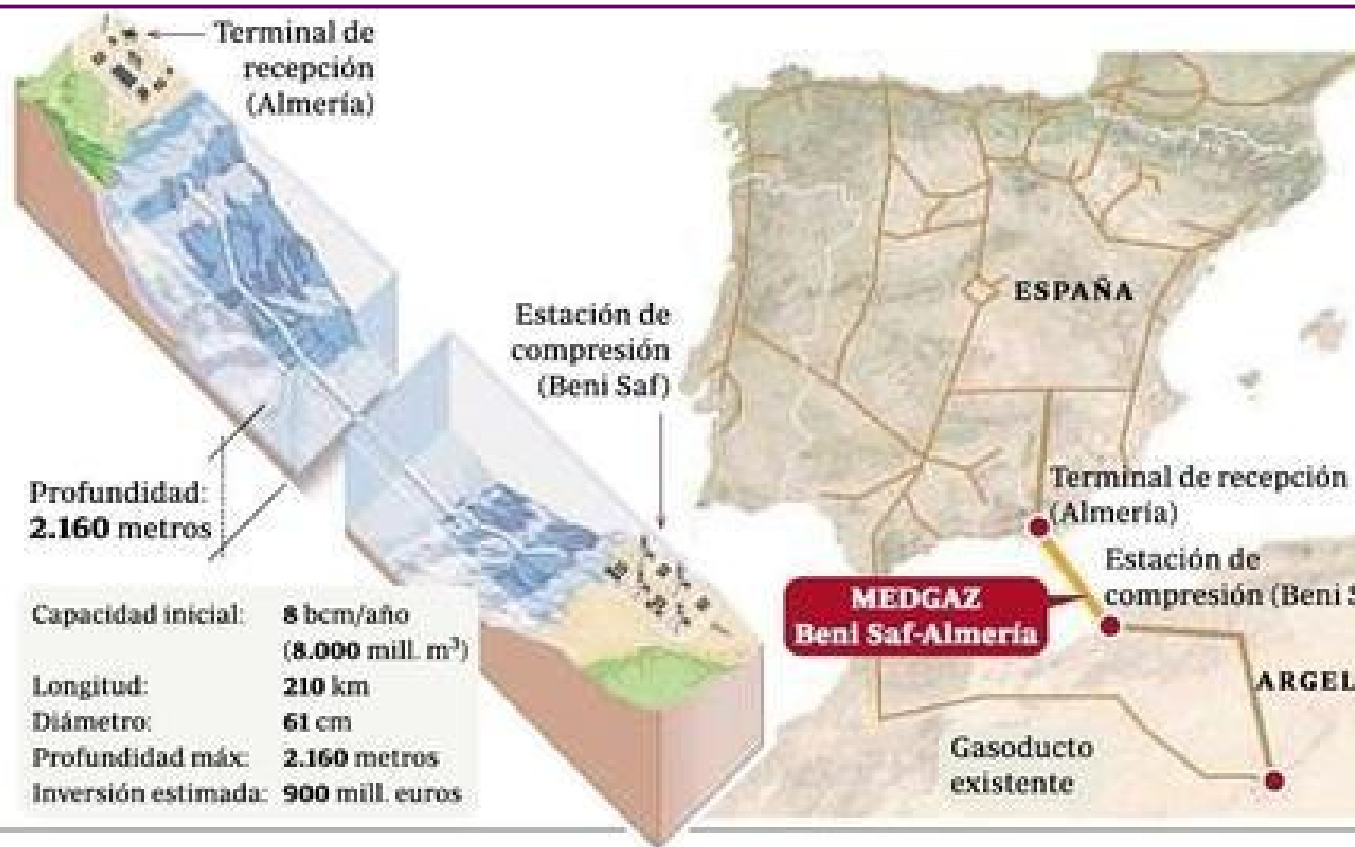 Terminal de
recepción
(Almería)
Estación de
compresión
(Beni Saf)
Profundidad:
2.160 metros
Capacidad inicial: 8 bcm/año
(8.000 mill. m³)
Longitud: 210 km
Diámetro: 61 cm
Profundidad máx: 2.160 metros
Inversión estimada: 900 mill. euros
ESPAÑA
Terminal de recepción
(Almería)
Estación de
compresión (Beni S
MEDGAZ
Beni Saf-Almería
ARGEL
Gasoducto
existente